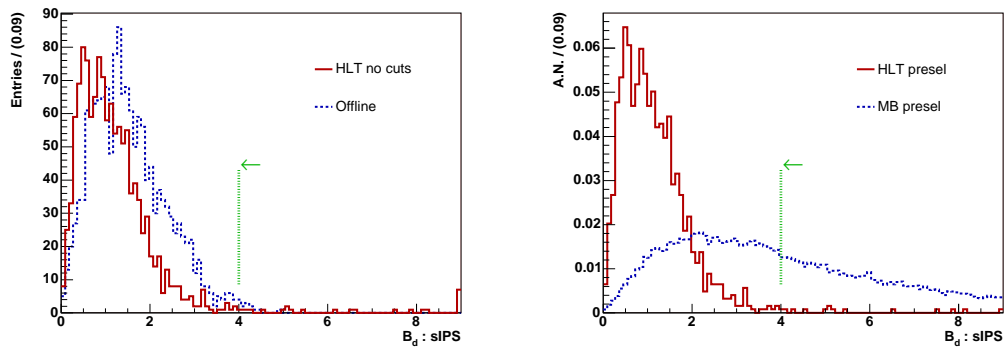 Entries / (0.09)
90
80
70
60
50
40
30
20
10
0
HLT no cuts
Offline
0 2 4 6 8
B_d : sIPS
A.N. / (0.09)
0.06
0.05
0.04
0.03
0.02
0.01
0
HLT presel
MB presel
0 2 4 6 8
B_d : sIPS